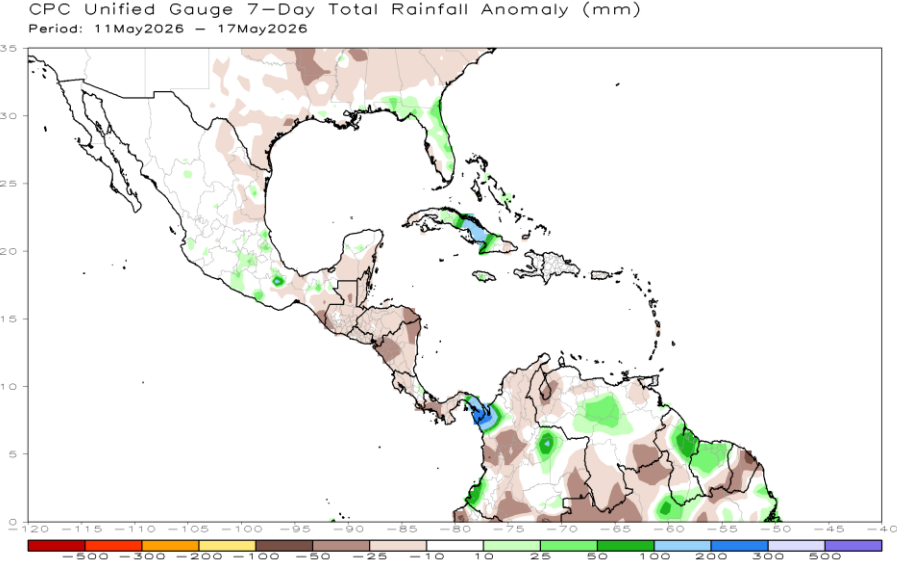 CPC Unified Gauge 7-Day Total Rainfall Anomaly (mm)
Period: 11May2026 - 17May2026
35
30
25
20
15
10
5
0
-120 -115 -110 -105 -100 -95 -90 -85 -80 -75 -70 -65 -60 -55 -50 -45 -40
-500 -300 -200 -100 -50 -25 -10 10 25 50 100 200 300 500